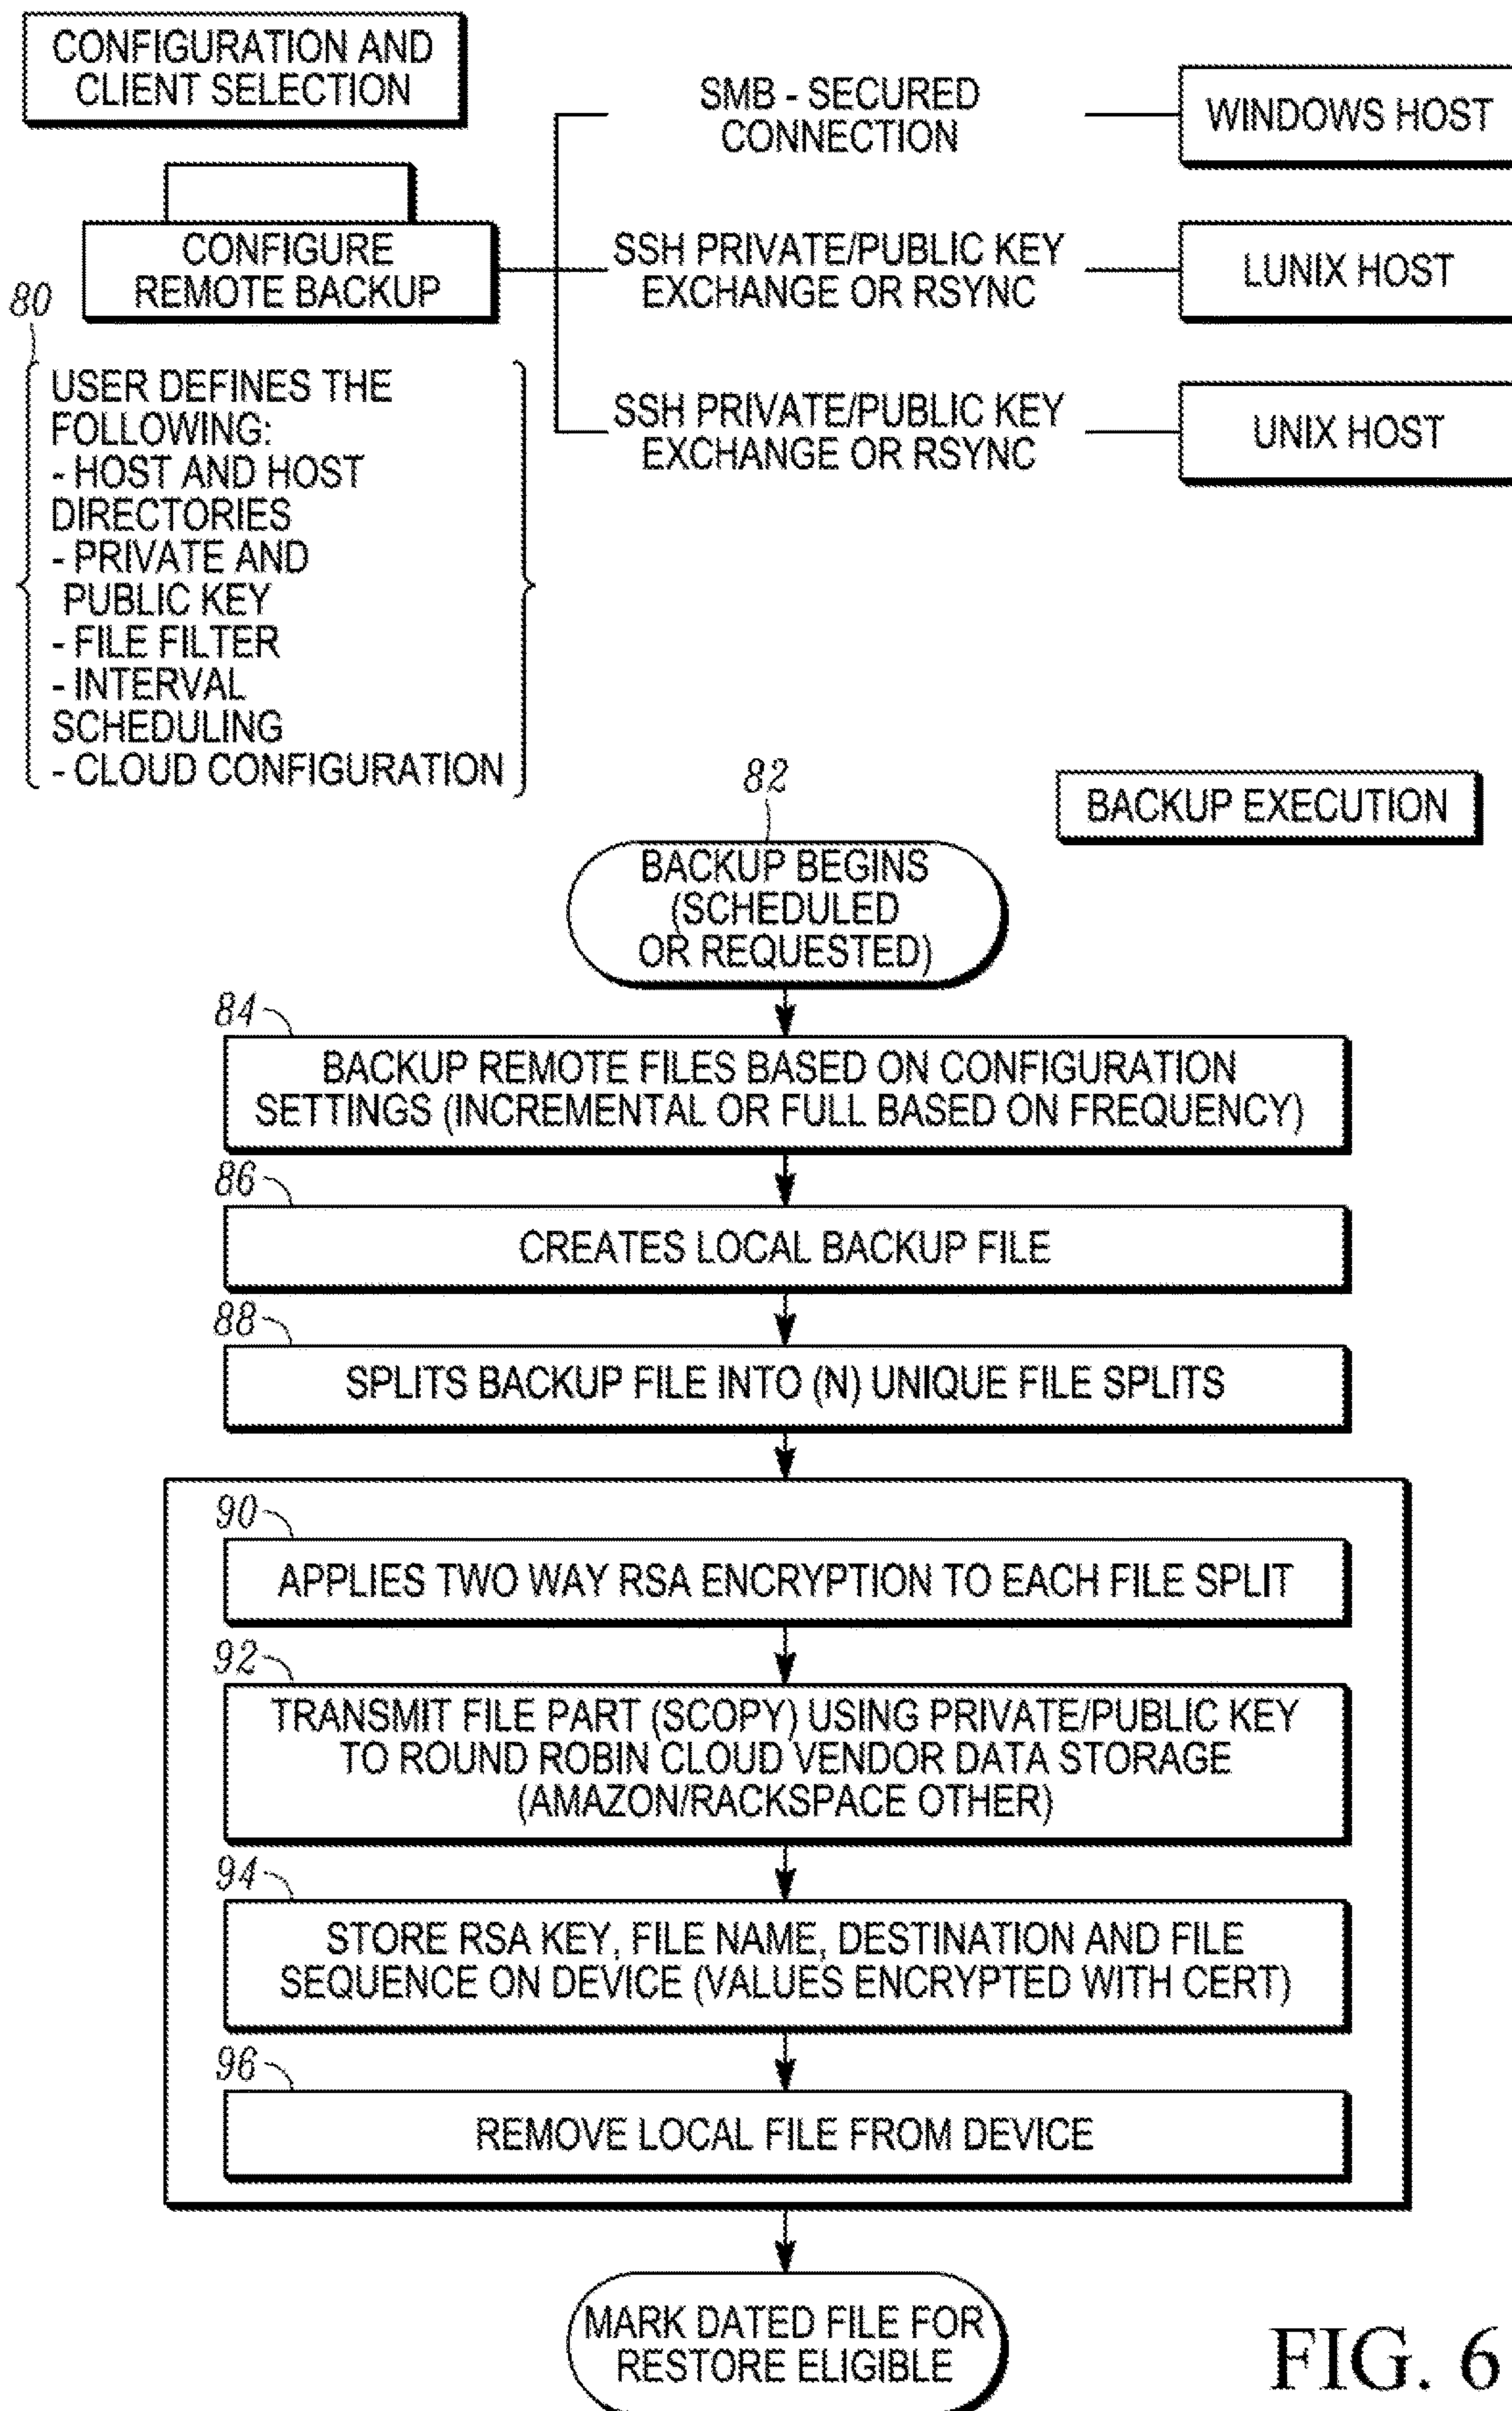 CONFIGURATION AND
CLIENT SELECTION
SMB - SECURED
CONNECTION
WINDOWS HOST
CONFIGURE
REMOTE BACKUP
SSH PRIVATE/PUBLIC KEY
EXCHANGE OR RSYNC
LUNIX HOST
SSH PRIVATE/PUBLIC KEY
EXCHANGE OR RSYNC
UNIX HOST
80
USER DEFINES THE
FOLLOWING:
- HOST AND HOST
DIRECTORIES
- PRIVATE AND
PUBLIC KEY
- FILE FILTER
- INTERVAL
SCHEDULING
- CLOUD CONFIGURATION
BACKUP EXECUTION
82
BACKUP BEGINS
(SCHEDULED
OR REQUESTED)
84
BACKUP REMOTE FILES BASED ON CONFIGURATION
SETTINGS (INCREMENTAL OR FULL BASED ON FREQUENCY)
86
CREATES LOCAL BACKUP FILE
88
SPLITS BACKUP FILE INTO (N) UNIQUE FILE SPLITS
90
APPLIES TWO WAY RSA ENCRYPTION TO EACH FILE SPLIT
92
TRANSMIT FILE PART (SCOPY) USING PRIVATE/PUBLIC KEY
TO ROUND ROBIN CLOUD VENDOR DATA STORAGE
(AMAZON/RACKSPACE OTHER)
94
STORE RSA KEY, FILE NAME, DESTINATION AND FILE
SEQUENCE ON DEVICE (VALUES ENCRYPTED WITH CERT)
96
REMOVE LOCAL FILE FROM DEVICE
MARK DATED FILE FOR
RESTORE ELIGIBLE
FIG. 6